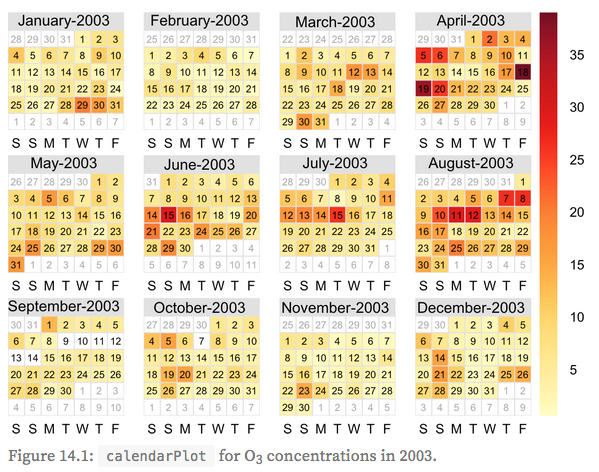 January-2003
28 29 30 31 1 2 3
4 5 6 7 8 9 10
11 12 13 14 15 16 17
18 19 20 21 22 23 24
25 26 27 28 29 30 31
1 2 3 4 5 6 7
S S M T W T F
February-2003
25 26 27 28 29 30 31
1 2 3 4 5 6 7
8 9 10 11 12 13 14
15 16 17 18 19 20 21
22 23 24 25 26 27 28
1 2 3 4 5 6 7
S S M T W T F
March-2003
22 23 24 25 26 27 28
1 2 3 4 5 6 7
8 9 10 11 12 13 14
15 16 17 18 19 20 21
22 23 24 25 26 27 28
29 30 31 1 2 3 4
S S M T W T F
April-2003
29 30 31 1 2 3 4
5 6 7 8 9 10 11
12 13 14 15 16 17 18
19 20 21 22 23 24 25
26 27 28 29 30 1 2
3 4 5 6 7 8 9
S S M T W T F
May-2003
26 27 28 29 30 1 2
3 4 5 6 7 8 9
10 11 12 13 14 15 16
17 18 19 20 21 22 23
24 25 26 27 28 29 30
31 1 2 3 4 5 6
S S M T W T F
June-2003
31 1 2 3 4 5 6
7 8 9 10 11 12 13
14 15 16 17 18 19 20
21 22 23 24 25 26 27
28 29 30 1 2 3 4
5 6 7 8 9 10 11
S S M T W T F
July-2003
28 29 30 1 2 3 4
5 6 7 8 9 10 11
12 13 14 15 16 17 18
19 20 21 22 23 24 25
26 27 28 29 30 31 1
2 3 4 5 6 7 8
S S M T W T F
August-2003
26 27 28 29 30 31 1
2 3 4 5 6 7 8
9 10 11 12 13 14 15
16 17 18 19 20 21 22
23 24 25 26 27 28 29
30 31 1 2 3 4 5
S S M T W T F
September-2003
30 31 1 2 3 4 5
6 7 8 9 10 11 12
13 14 15 16 17 18 19
20 21 22 23 24 25 26
27 28 29 30 1 2 3
4 5 6 7 8 9 10
S S M T W T F
October-2003
27 28 29 30 1 2 3
4 5 6 7 8 9 10
11 12 13 14 15 16 17
18 19 20 21 22 23 24
25 26 27 28 29 30 31
1 2 3 4 5 6 7
S S M T W T F
November-2003
25 26 27 28 29 30 31
1 2 3 4 5 6 7
8 9 10 11 12 13 14
15 16 17 18 19 20 21
22 23 24 25 26 27 28
29 30 1 2 3 4 5
S S M T W T F
December-2003
29 30 1 2 3 4 5
6 7 8 9 10 11 12
13 14 15 16 17 18 19
20 21 22 23 24 25 26
27 28 29 30 31 1 2
3 4 5 6 7 8 9
S S M T W T F
35
30
25
20
15
10
5
Figure 14.1: calendarPlot for O₃ concentrations in 2003.